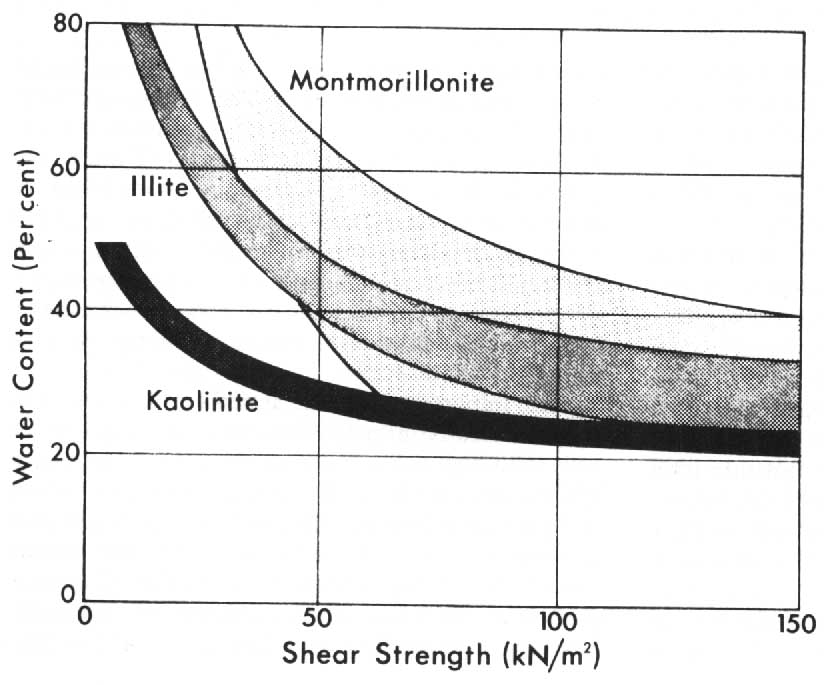 80
Montmorillonite
60
Illite
40
Kaolinite
20
0
0 50 100 150
Shear Strength (kN/m²)
Water Content (Per cent)